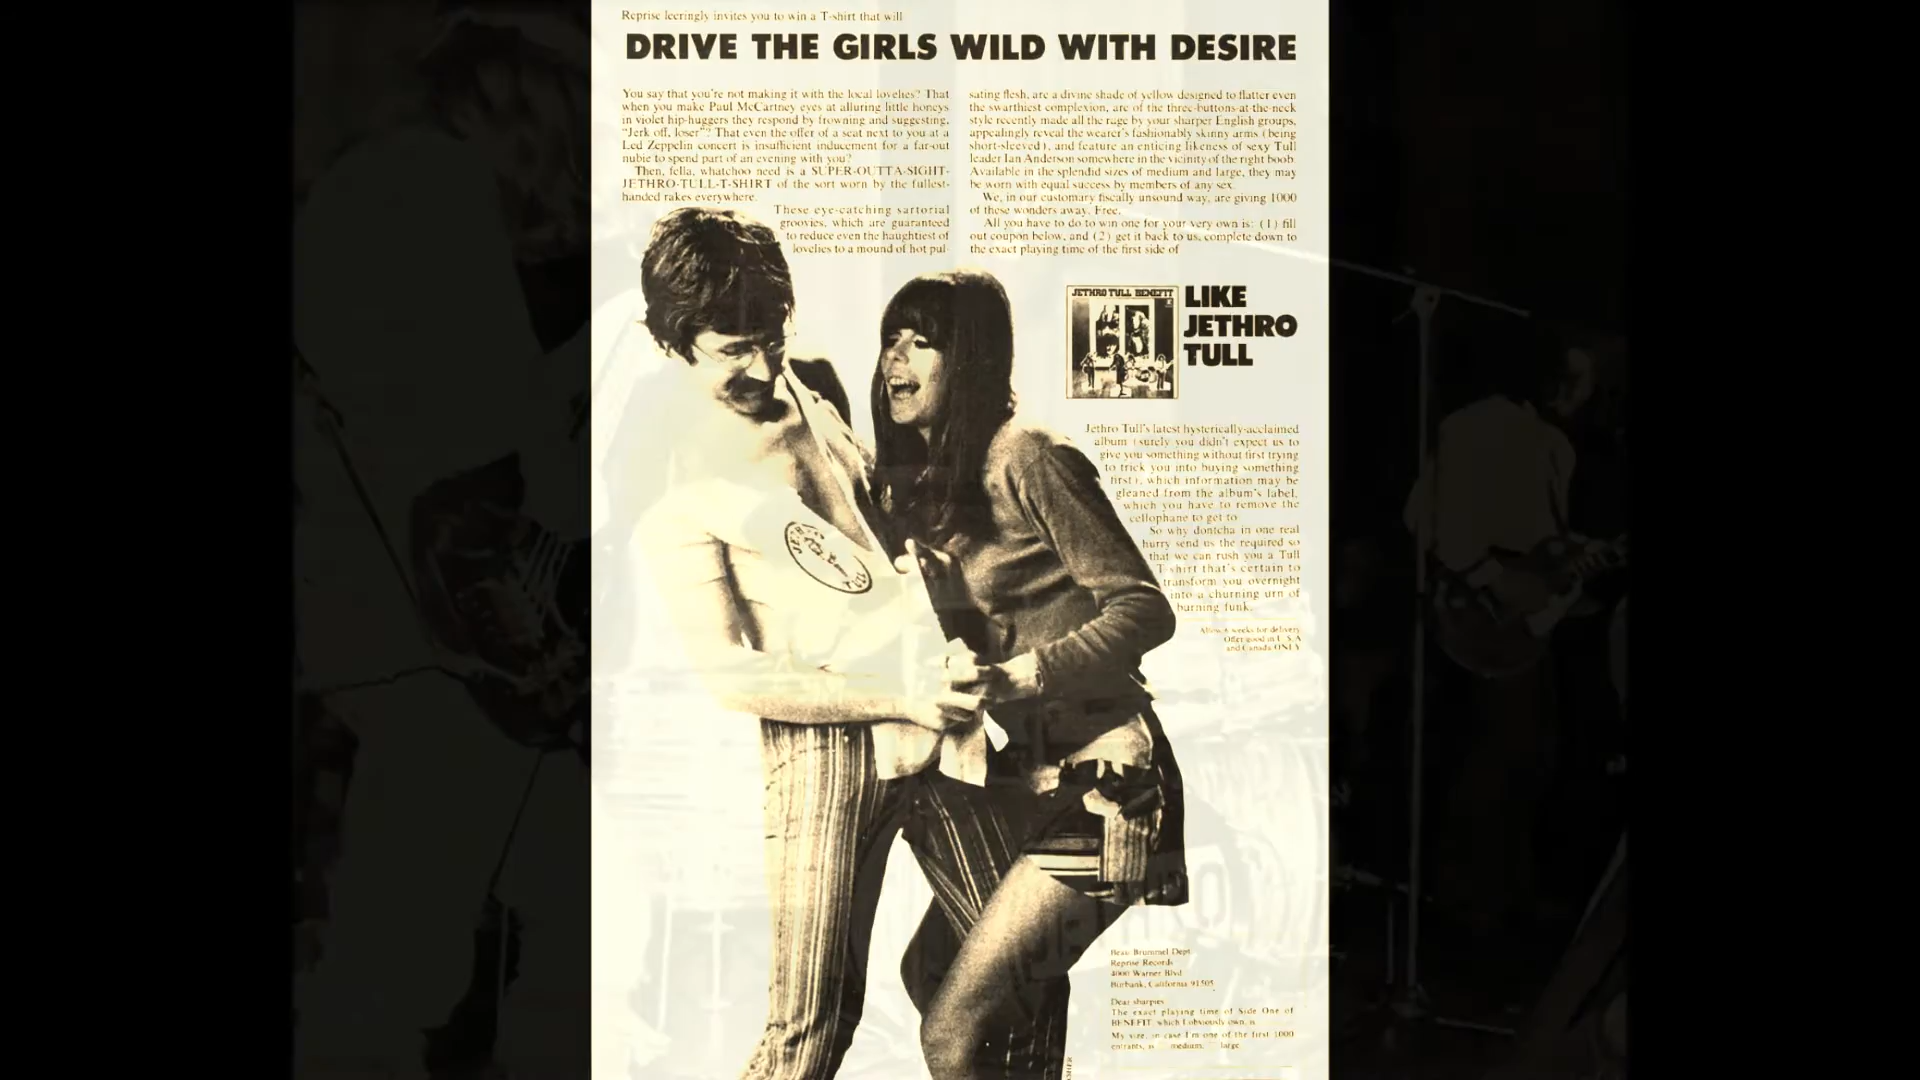 Reprise leeringly invites you to win a T-shirt that will
DRIVE THE GIRLS WILD WITH DESIRE
You say that you're not making it with the local lovelies? That
when you make Paul McCartney eyes at alluring little honeys
in violet hip-huggers they respond by frowning and suggesting,
"Jerk off, loser"? That even the offer of a seat next to you at a
Led Zeppelin concert is insufficient inducement for a far-out
nubie to spend part of an evening with you?
Then, fella, whatchoo need is a SUPER-OUTTA-SIGHT-
JETHRO-TULL-T-SHIRT of the sort worn by the fullest-
handed rakes everywhere.
These eye-catching sartorial
groovies, which are guaranteed
to reduce even the haughtiest of
lovelies to a mound of hot pul-
sating flesh, are a divine shade of yellow designed to flatter even
the swarthiest complexion, are of the three-buttons-at-the-neck
style recently made all the rage by your sharper English groups,
appealingly reveal the wearer's fashionably skinny arms (being
short-sleeved), and feature an enticing likeness of sexy Tull
leader Ian Anderson somewhere in the vicinity of the right boob.
Available in the splendid sizes of medium and large, they may
be worn with equal success by members of any sex.
We, in our customary fiscally unsound way, are giving 1000
of these wonders away. Free.
All you have to do to win one for your very own is: (1) fill
out coupon below, and (2) get it back to us, complete down to
the exact playing time of the first side of
JETHRO TULL BENEFIT
LIKE
JETHRO
TULL
Jethro Tull's latest hysterically-acclaimed
album (surely you didn't expect us to
give you something without first trying
to trick you into buying something
first), which information may be
gleaned from the album's label,
which you have to remove the
cellophane to get to
So why dontcha in one real
hurry send us the required so
that we can rush you a Tull
T-shirt that's certain to
transform you overnight
into a churning urn of
burning funk.
Allow 6 weeks for delivery
Offer good in U.S.A
and Canada ONLY
JETHRO
TULL
Beau Brummel Dept
Reprise Records
4000 Warner Blvd
Burbank, California 91505
Dear sharpies
The exact playing time of Side One of
BENEFIT, which I obviously own, is
My size, in case I'm one of the first 1000
entrants, is medium, large